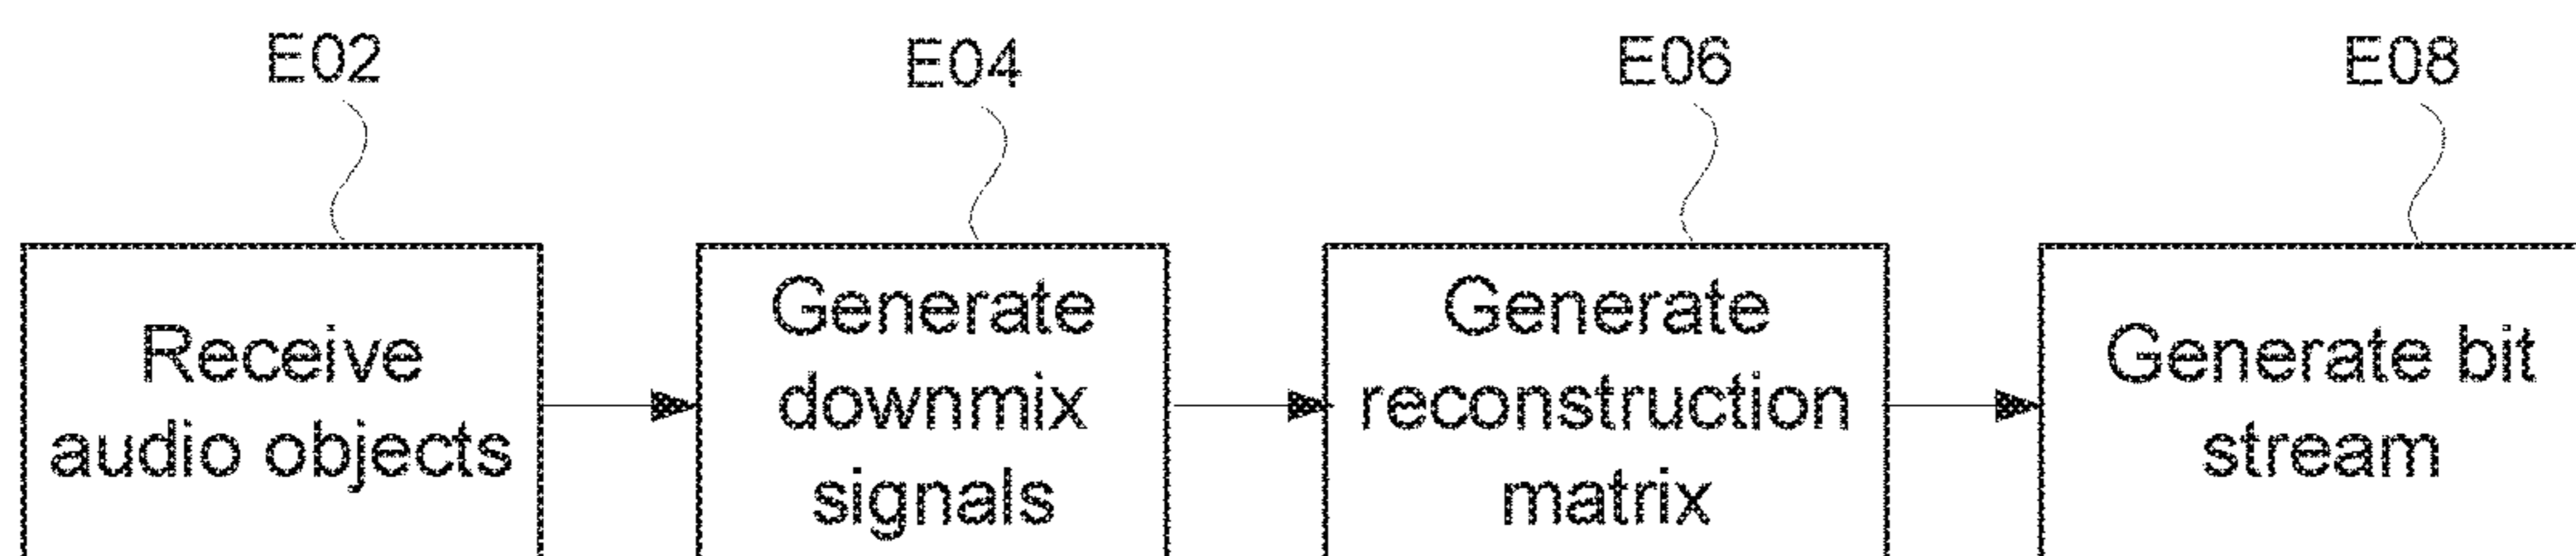 E02
E04
E06
E08
Receive
audio objects
Generate
downmix
signals
Generate
reconstruction
matrix
Generate bit
stream